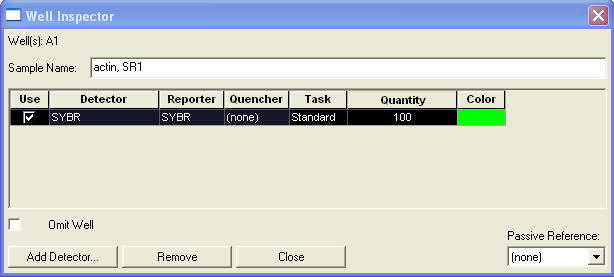 Well Inspector
Well(s): A1
Sample Name: actin, SR1
Use Detector Reporter Quencher Task Quantity Color
SYBR SYBR (none) Standard 100
Omit Well
Passive Reference:
Add Detector... Remove Close (none)